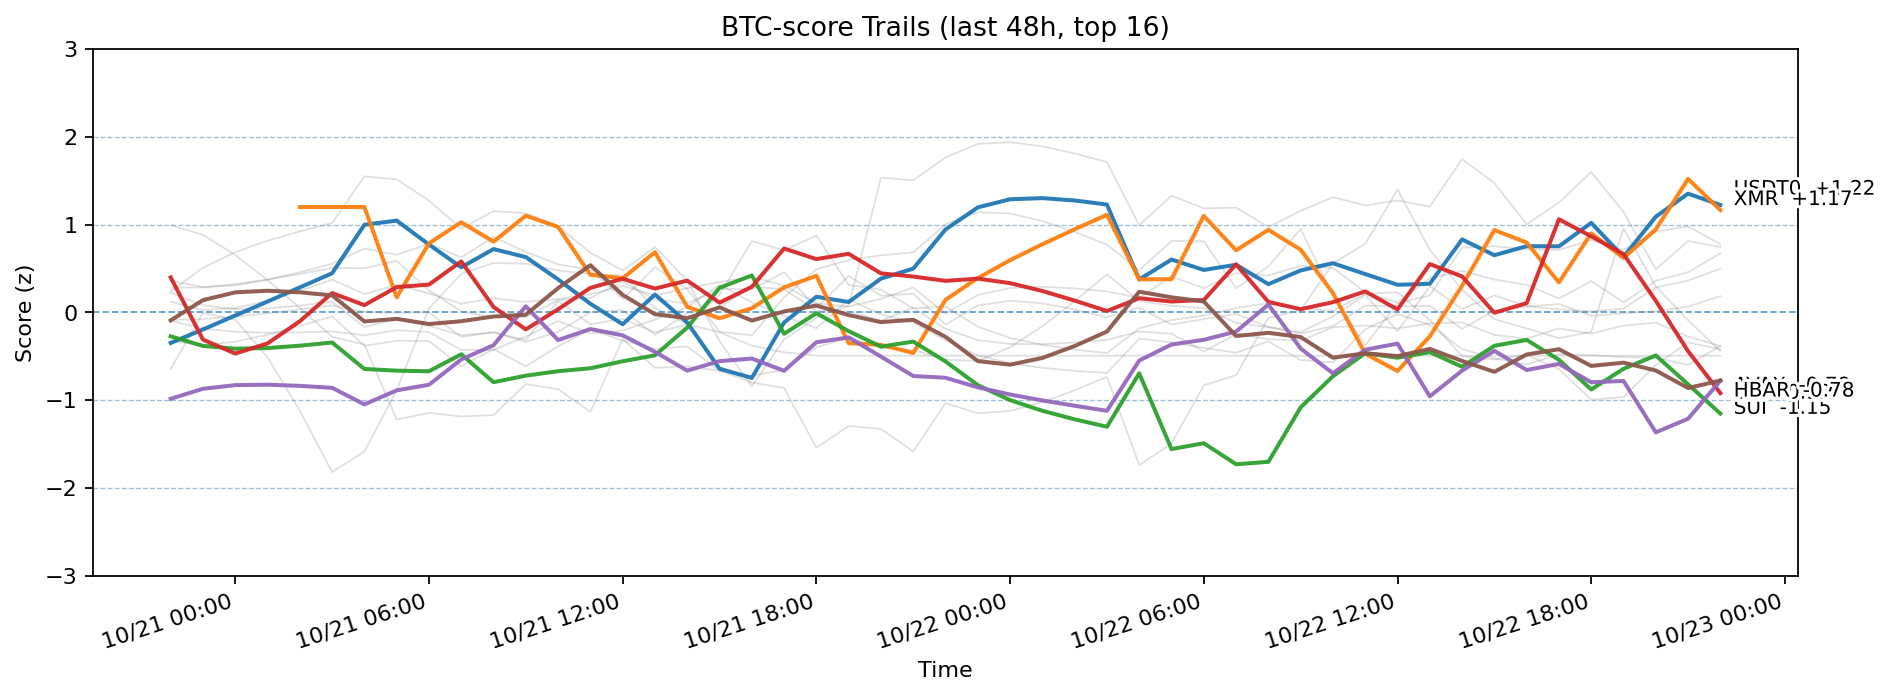 BTC-score Trails (last 48h, top 16)
Score (z)
3
2
1
0
−1
−2
−3
XMR +1.17
HBAR -0.78
SUI -1.15
10/21 00:00
10/21 06:00
10/21 12:00
10/21 18:00
10/22 00:00
10/22 06:00
10/22 12:00
10/22 18:00
10/23 00:00
Time